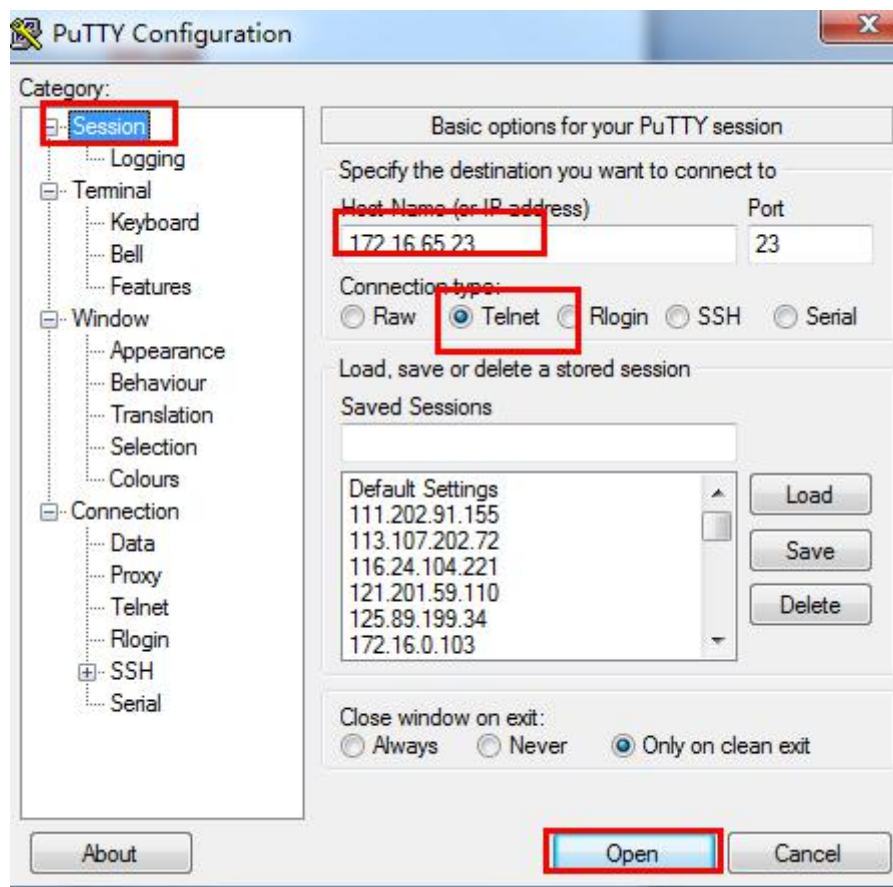 PuTTY Configuration
X
Category:
Session
Logging
Terminal
Keyboard
Bell
Features
Window
Appearance
Behaviour
Translation
Selection
Colours
Connection
Data
Proxy
Telnet
Rlogin
SSH
Serial
Basic options for your PuTTY session
Specify the destination you want to connect to
Host Name (or IP address) Port
172.16.65.23 23
Connection type:
Raw Telnet Rlogin SSH Serial
Load, save or delete a stored session
Saved Sessions
Default Settings
111.202.91.155
113.107.202.72
116.24.104.221
121.201.59.110
125.89.199.34
172.16.0.103
Load
Save
Delete
Close window on exit:
Always Never Only on clean exit
About Open Cancel